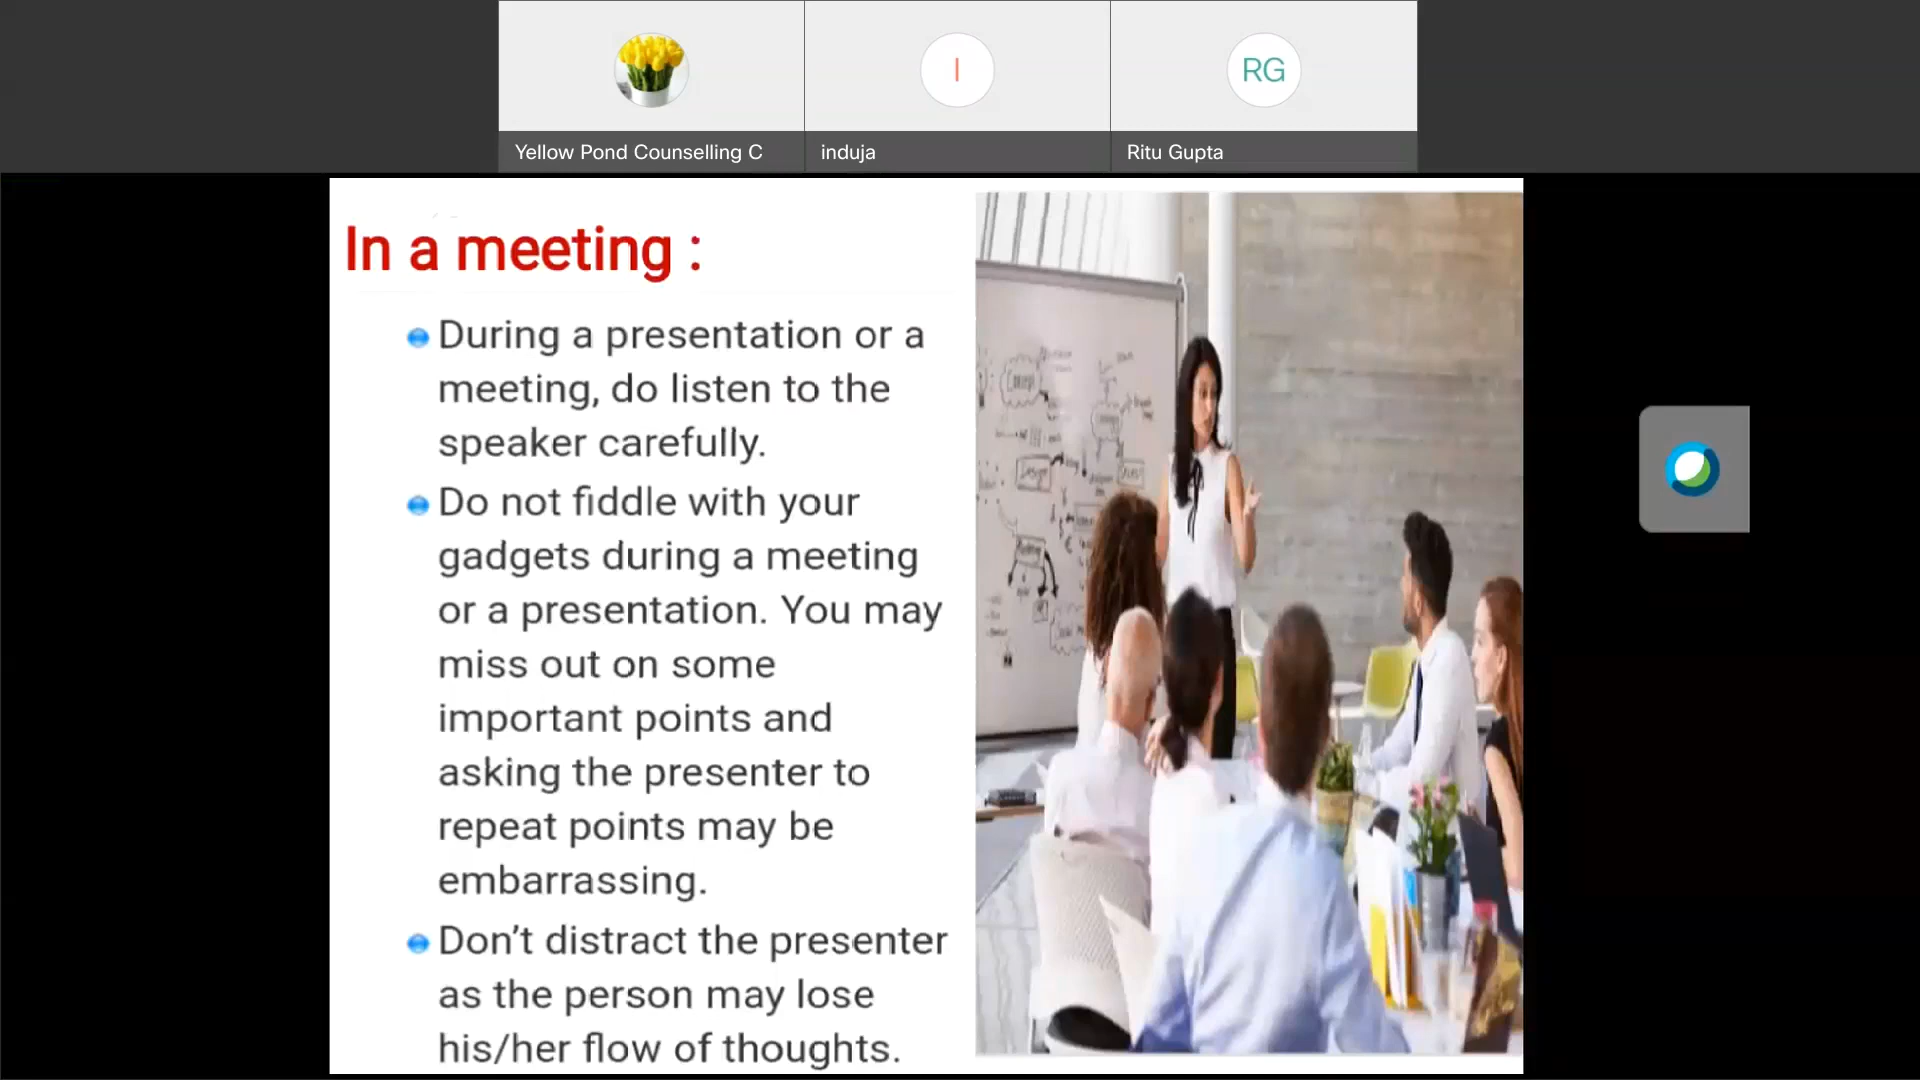 Yellow Pond Counselling C
I
induja
RG
Ritu Gupta
In a meeting :
During a presentation or a
meeting, do listen to the
speaker carefully.
Do not fiddle with your
gadgets during a meeting
or a presentation. You may
miss out on some
important points and
asking the presenter to
repeat points may be
embarrassing.
Don’t distract the presenter
as the person may lose
his/her flow of thoughts.
Design